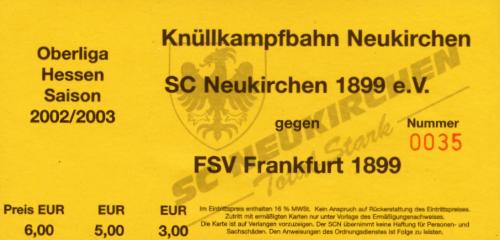 Knüllkampfbahn Neukirchen
Oberliga
Hessen
Saison
2002/2003
SC Neukirchen 1899 e.V.
gegen
Nummer
0035
FSV Frankfurt 1899
SC NEUKIRCHEN
Total Stark
Preis EUR EUR EUR
6,00 5,00 3,00
Im Eintrittspreis enthalten 16 % MWSt. Kein Anspruch auf Rückerstattung des Eintrittspreises.
Zutritt mit ermäßigten Karten nur unter Vorlage des Ermäßigungsnachweises.
Die Karte ist auf Verlangen vorzuzeigen. Der SCN übernimmt keine Haftung für Personen- und
Sachschäden. Den Anweisungen des Ordnungsdienstes ist Folge zu leisten.